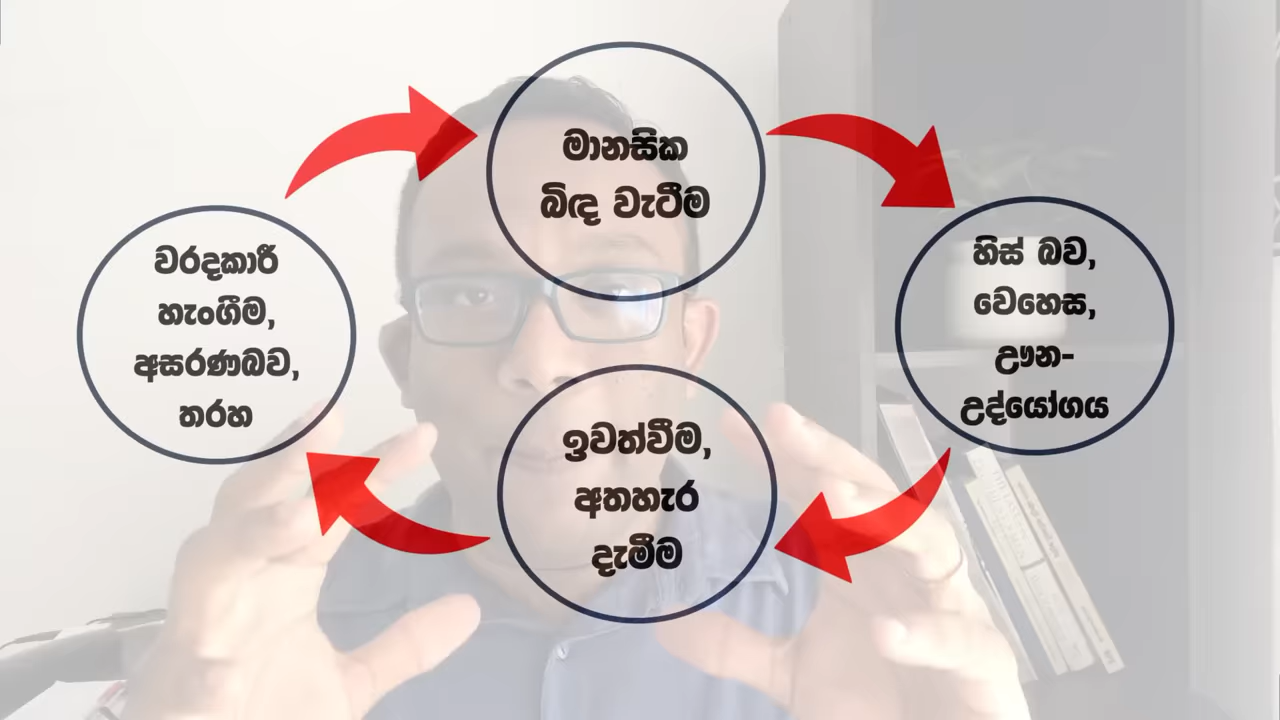 මානසික
බිඳ වැටීම
හිස් බව,
වෙහෙස,
ඌන-
උද්යෝගය
ඉවත්වීම,
අතහැර
දැමීම
වරදකාරී
හැංගීම,
අසරණබව,
තරහ